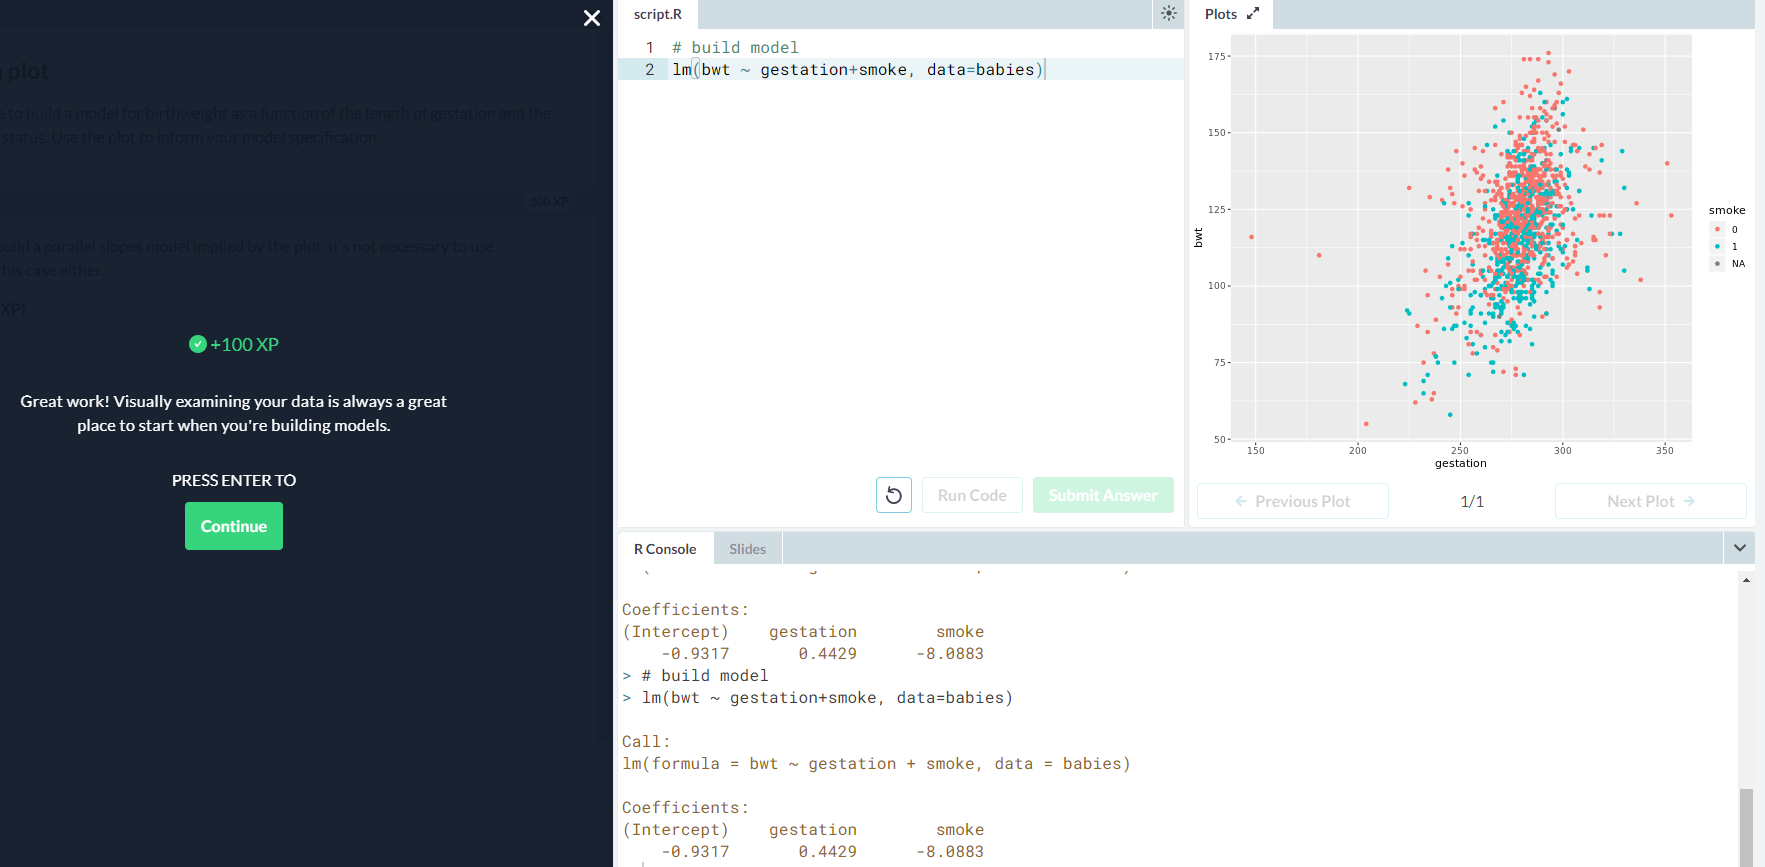 plot
e to build a model for birthweight as a function of the length of gestation and the
status. Use the plot to inform your model specification.
100 XP
build a parallel slopes model implied by the plot. It's not necessary to use
this case either.
XP)
+100 XP
Great work! Visually examining your data is always a great
place to start when you're building models.
PRESS ENTER TO
Continue
script.R
1 # build model
2 lm(bwt ~ gestation+smoke, data=babies)
Run Code
Submit Answer
Plots
175
150
125
100
75
50
bwt
150 200 250 300 350
gestation
smoke
0
1
NA
Previous Plot
1/1
Next Plot
R Console
Slides
Coefficients:
(Intercept) gestation smoke
-0.9317 0.4429 -8.0883
> # build model
> lm(bwt ~ gestation+smoke, data=babies)
Call:
lm(formula = bwt ~ gestation + smoke, data = babies)
Coefficients:
(Intercept) gestation smoke
-0.9317 0.4429 -8.0883